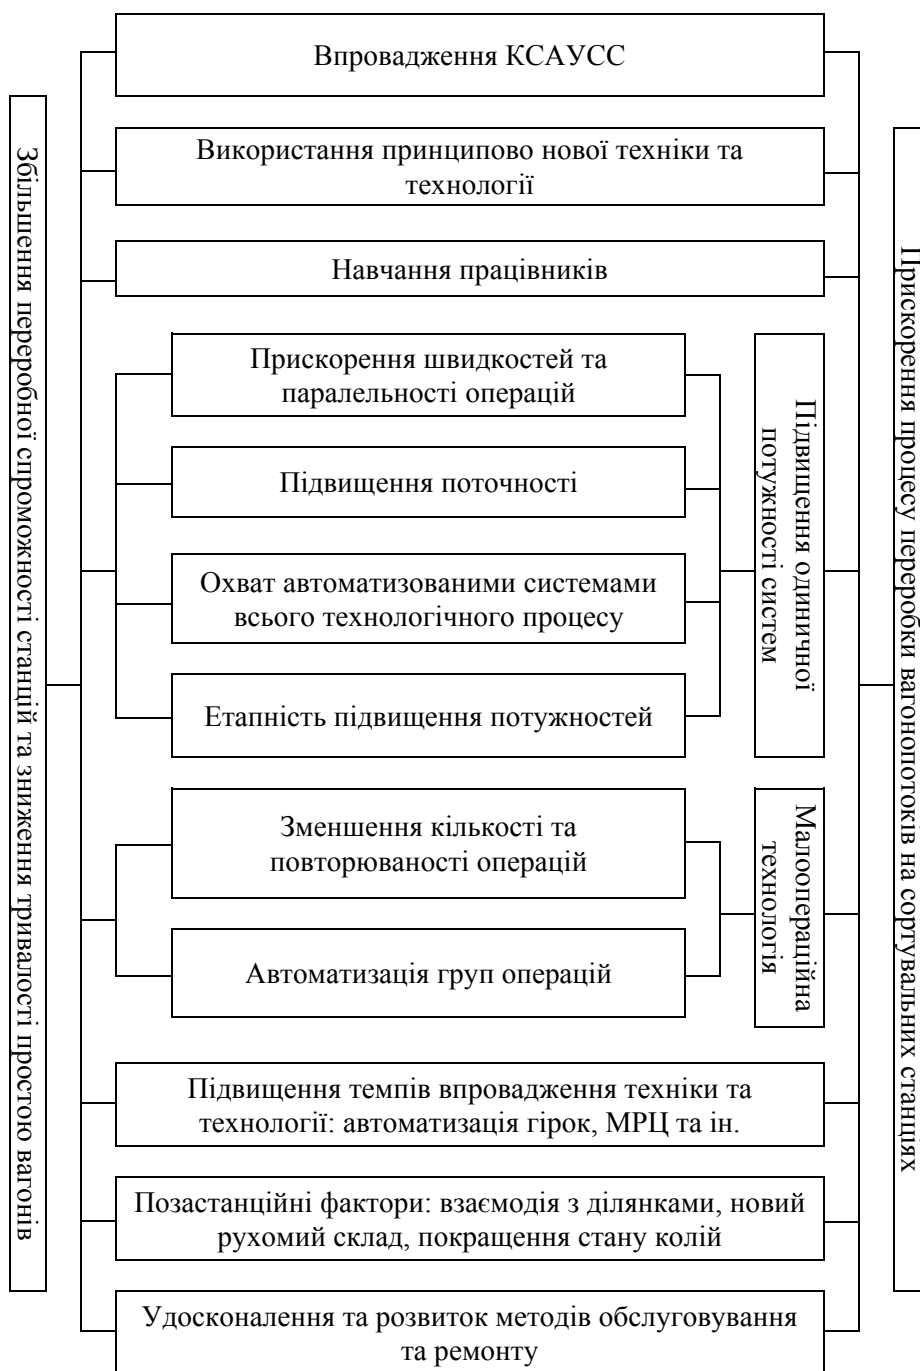 Впровадження КСАУСС
Збільшення переробної спроможності станцій та зниження тривалості простою вагонів
Прискорення процесу переробки вагонопотоків на сортувальних станціях
Використання принципово нової техніки та
технології
Навчання працівників
Прискорення швидкостей та
паралельності операцій
Підвищення поточності
Охват автоматизованими системами
всього технологічного процесу
Етапність підвищення потужностей
Підвищення одиничної
потужності систем
Зменшення кількості та
повторюваності операцій
Автоматизація груп операцій
Малоопераційна
технологія
Підвищення темпів впровадження техніки та
технології: автоматизація гірок, МРЦ та ін.
Позастанційні фактори: взаємодія з ділянками, новий
рухомий склад, покращення стану колій
Удосконалення та розвиток методів обслуговування
та ремонту